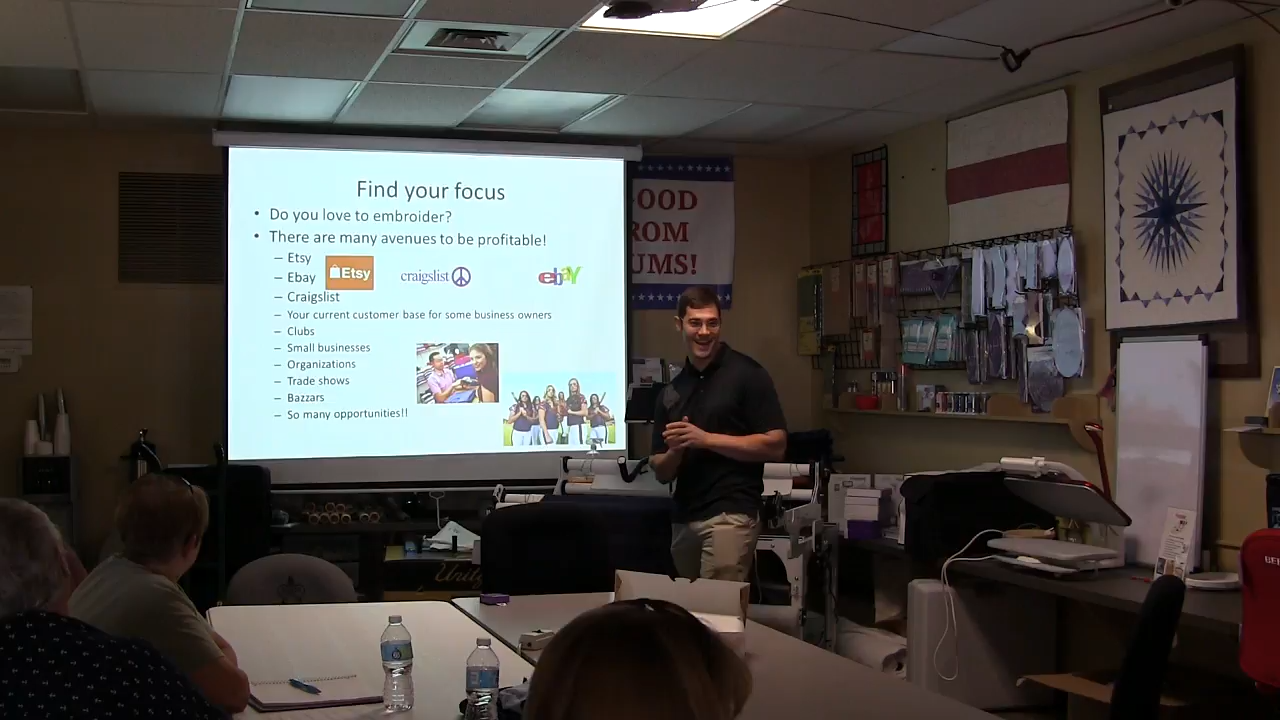 Find your focus
• Do you love to embroider?
• There are many avenues to be profitable!
– Etsy
– Ebay
Etsy
craigslist
ebay
– Craigslist
– Your current customer base for some business owners
– Clubs
– Small businesses
– Organizations
– Trade shows
– Bazzars
– So many opportunities!!
OOD
ROM
UMS!
Unity